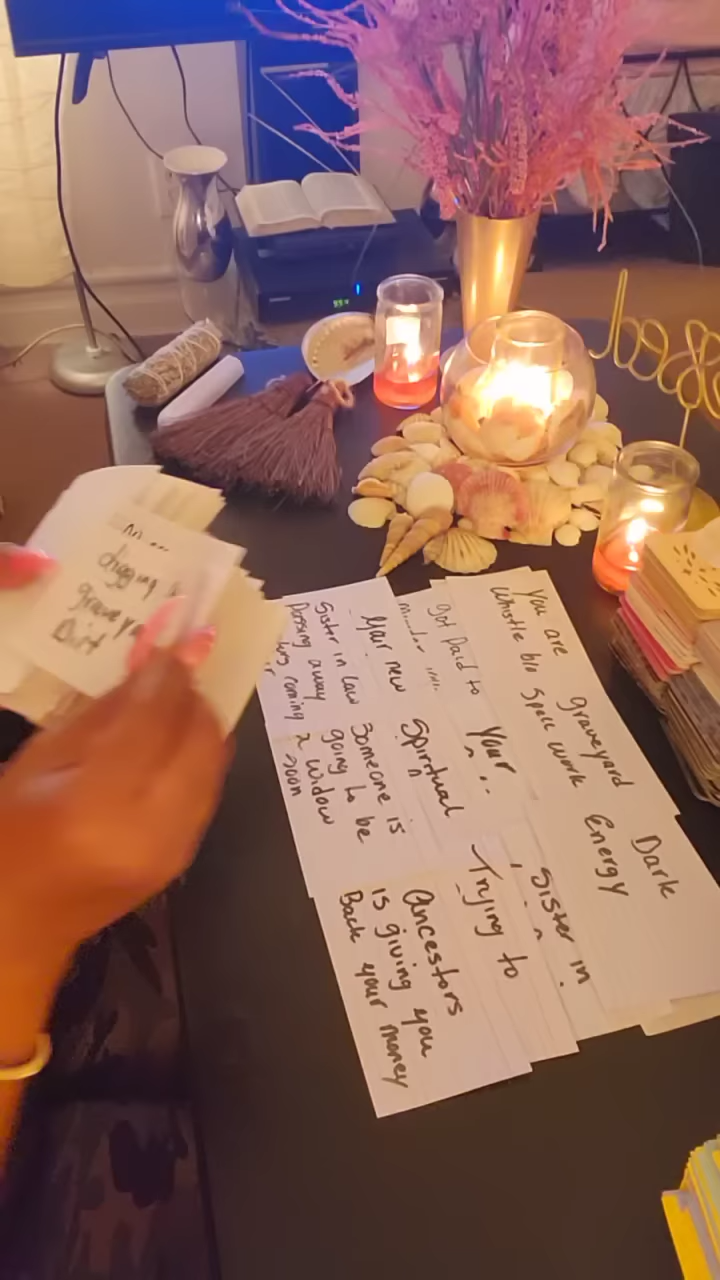 digging
Dirt
You are
Whistle
graveyard
Spell work
Dark
Energy
got Paid to
Your
Sister in
new
Spiritual
Trying to
Sister in law
Passing away
Someone is
going to be
a widow
coming
soon
Ancestors
is giving you
Back your money